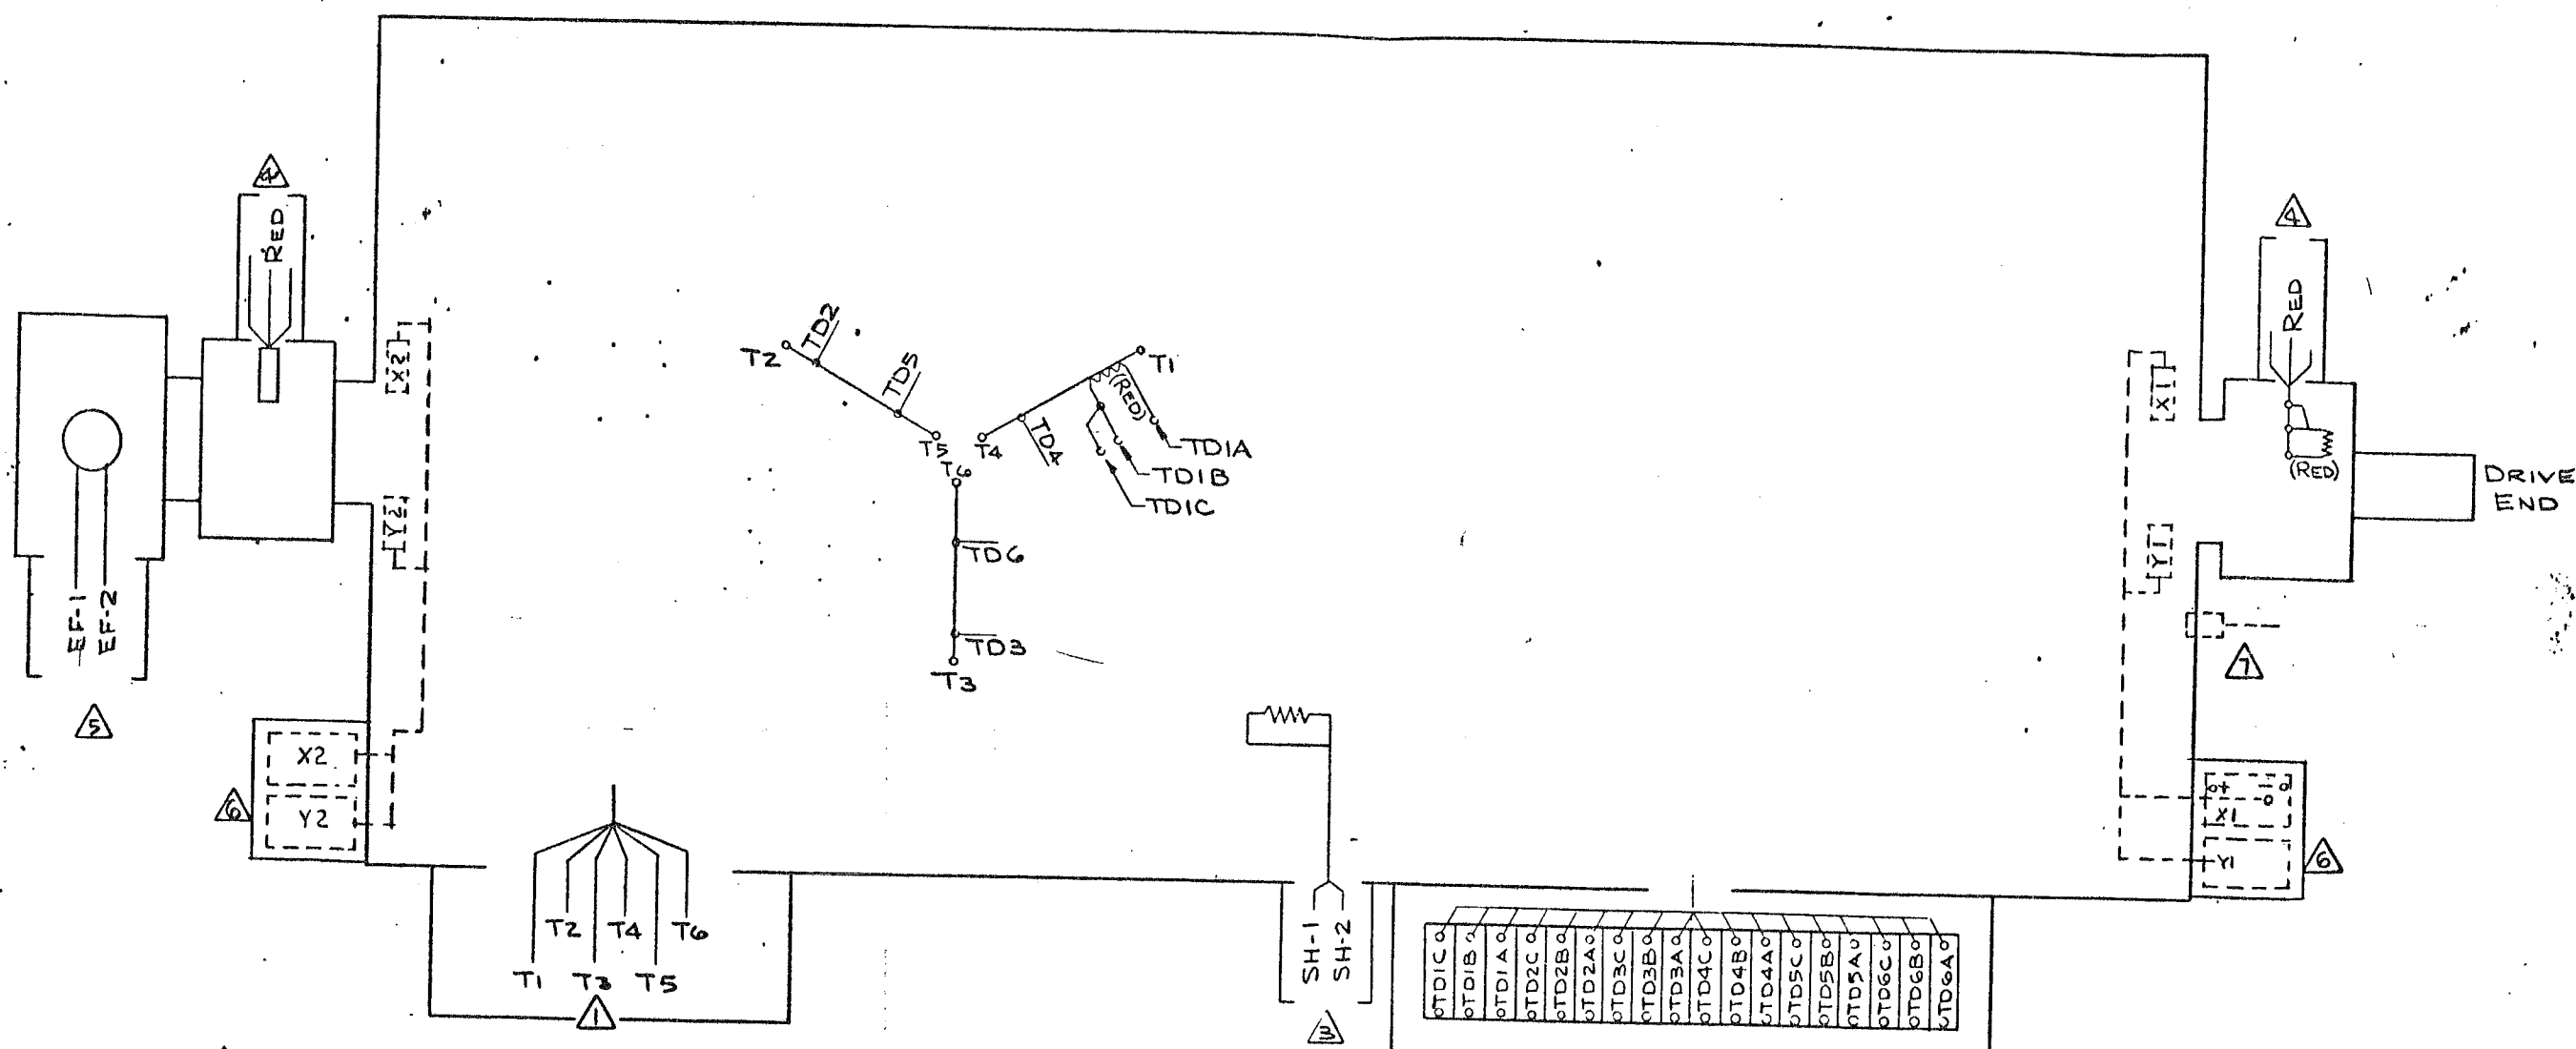 4
RED
X2
Y2
EF-1
EF-2
5
X2
Y2
6
T2
TD2
TD5
T5
T6
T4
TD4
(RED)
T1
TD1A
TD1B
TD1C
TD6
TD3
T3
T2
T4
T6
T1
T3
T5
1
SH-1
SH-2
3
TD1C
TD1B
TD1A
TD2C
TD2B
TD2A
TD3C
TD3B
TD3A
TD4C
TD4B
TD4A
TD5C
TD5B
TD5A
TD6C
TD6B
TD6A
4
RED
X1
(RED)
DRIVE
END
Y1
7
+ -
X1
Y1
6